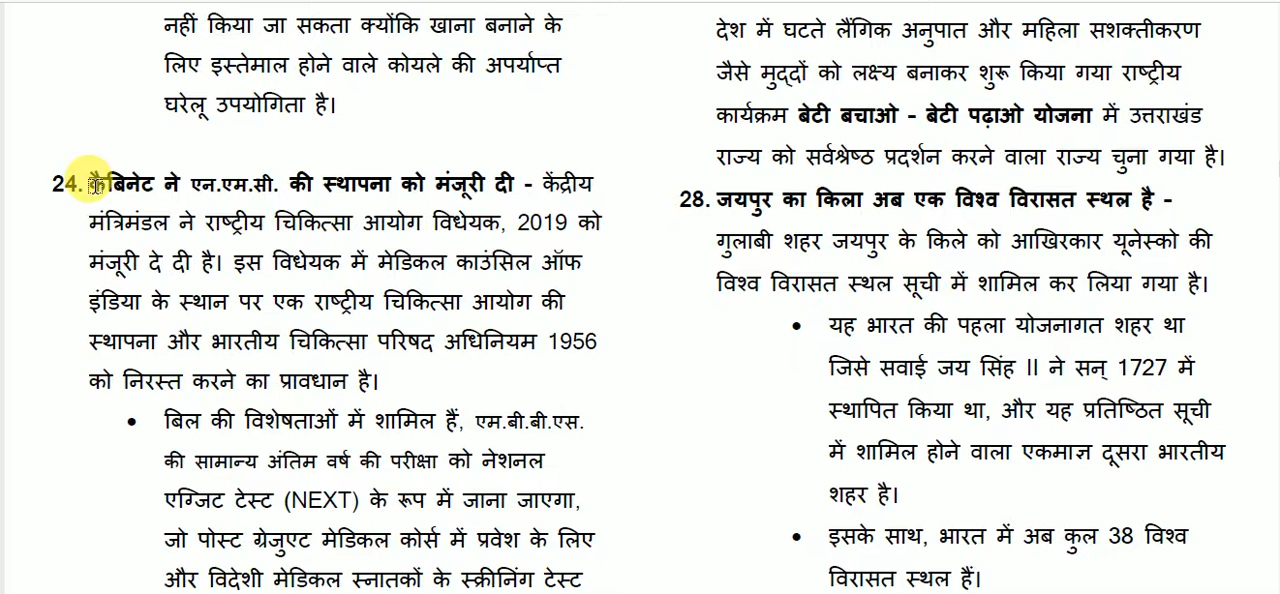 नहीं किया जा सकता क्योंकि खाना बनाने के
लिए इस्तेमाल होने वाले कोयले की अपर्याप्त
घरेलू उपयोगिता है।
24. कैबिनेट ने एन.एम.सी. की स्थापना को मंजूरी दी - केंद्रीय
मंत्रिमंडल ने राष्ट्रीय चिकित्सा आयोग विधेयक, 2019 को
मंजूरी दे दी है। इस विधेयक में मेडिकल काउंसिल ऑफ
इंडिया के स्थान पर एक राष्ट्रीय चिकित्सा आयोग की
स्थापना और भारतीय चिकित्सा परिषद अधिनियम 1956
को निरस्त करने का प्रावधान है।
• बिल की विशेषताओं में शामिल हैं, एम.बी.बी.एस.
की सामान्य अंतिम वर्ष की परीक्षा को नेशनल
एग्जिट टेस्ट (NEXT) के रूप में जाना जाएगा,
जो पोस्ट ग्रेजुएट मेडिकल कोर्स में प्रवेश के लिए
और विदेशी मेडिकल स्नातकों के स्क्रीनिंग टेस्ट
देश में घटते लैंगिक अनुपात और महिला सशक्तीकरण
जैसे मुद्दों को लक्ष्य बनाकर शुरू किया गया राष्ट्रीय
कार्यक्रम बेटी बचाओ - बेटी पढ़ाओ योजना में उत्तराखंड
राज्य को सर्वश्रेष्ठ प्रदर्शन करने वाला राज्य चुना गया है।
28. जयपुर का किला अब एक विश्व विरासत स्थल है -
गुलाबी शहर जयपुर के किले को आखिरकार यूनेस्को की
विश्व विरासत स्थल सूची में शामिल कर लिया गया है।
• यह भारत की पहला योजनागत शहर था
जिसे सवाई जय सिंह II ने सन् 1727 में
स्थापित किया था, और यह प्रतिष्ठित सूची
में शामिल होने वाला एकमाज्ञ दूसरा भारतीय
शहर है।
• इसके साथ, भारत में अब कुल 38 विश्व
विरासत स्थल हैं।